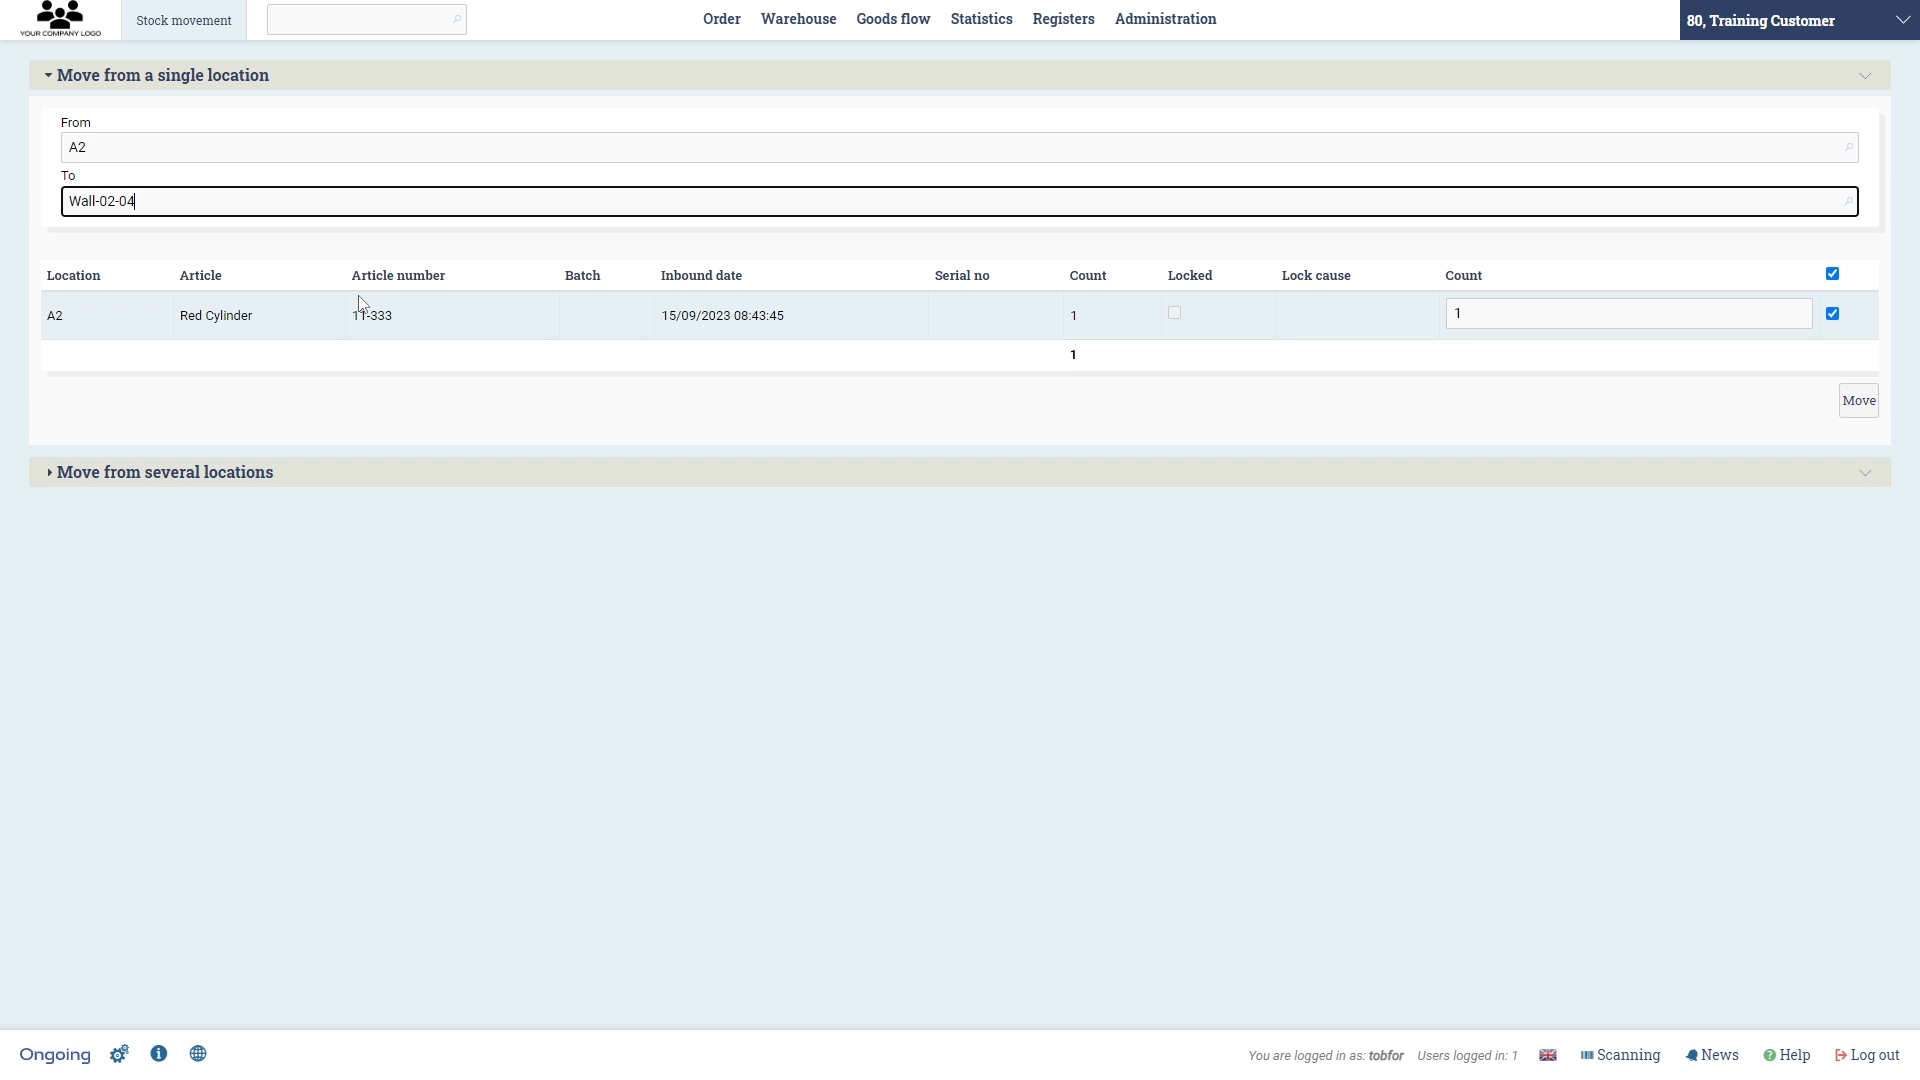 YOUR COMPANY LOGO
Stock movement
Order Warehouse Goods flow Statistics Registers Administration
80, Training Customer
Move from a single location
From
A2
To
Wall-02-04
Location Article Article number Batch Inbound date Serial no Count Locked Lock cause Count
A2 Red Cylinder 11-333 15/09/2023 08:43:45 1 1
1
Move
Move from several locations
Ongoing You are logged in as: tobfor Users logged in: 1 Scanning News Help Log out